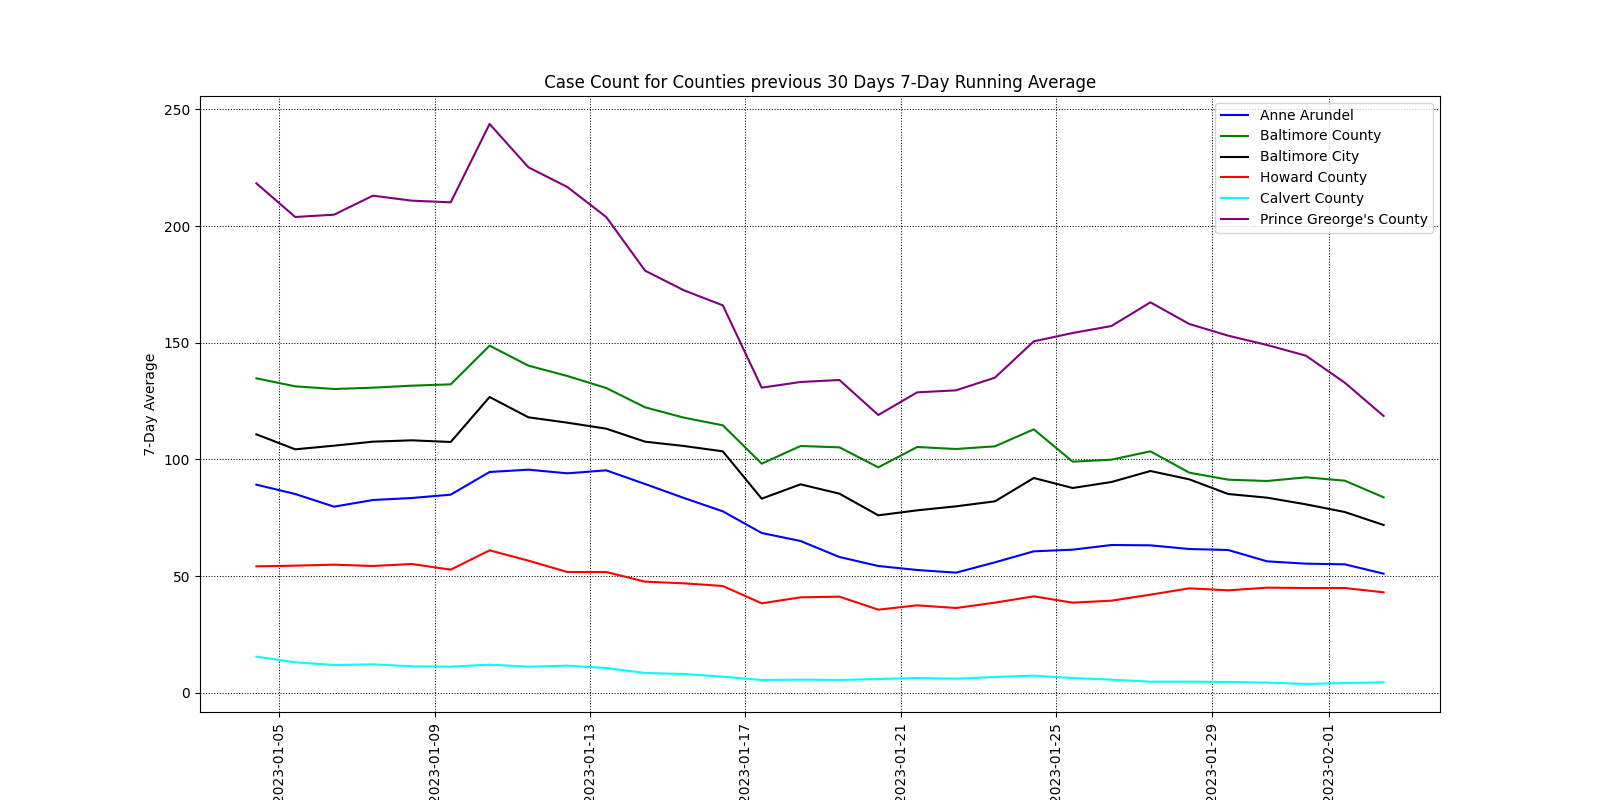 Case Count for Counties previous 30 Days 7-Day Running Average
250
200
150
100
50
0
7-Day Average
Anne Arundel
Baltimore County
Baltimore City
Howard County
Calvert County
Prince Greorge's County
2023-01-05
2023-01-09
2023-01-13
2023-01-17
2023-01-21
2023-01-25
2023-01-29
2023-02-01